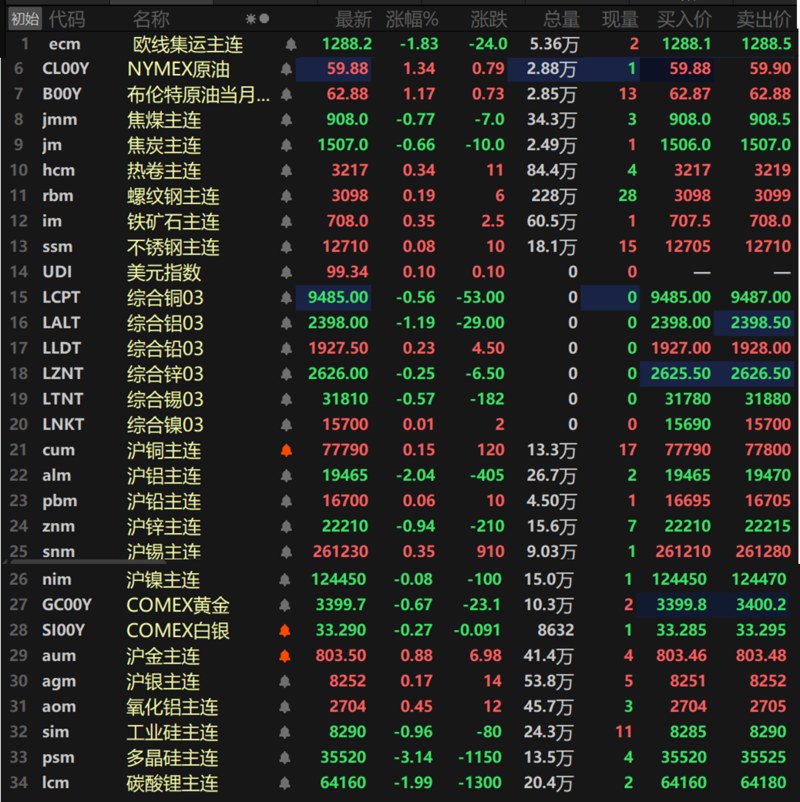 初始 代码 名称 最新 涨幅% 涨跌 总量 现量 买入价 卖出价
1 ecm 欧线集运主连 1288.2 -1.83 -24.0 5.36万 2 1288.1 1288.5
6 CL00Y NYMEX原油 59.88 1.34 0.79 2.88万 1 59.88 59.90
7 B00Y 布伦特原油当月... 62.88 1.17 0.73 2.85万 13 62.87 62.88
8 jmm 焦煤主连 908.0 -0.77 -7.0 34.3万 3 908.0 908.5
9 jm 焦炭主连 1507.0 -0.66 -10.0 2.49万 1 1506.0 1507.0
10 hcm 热卷主连 3217 0.34 11 84.4万 4 3217 3219
11 rbm 螺纹钢主连 3098 0.19 6 228万 28 3098 3099
12 im 铁矿石主连 708.0 0.35 2.5 60.5万 1 707.5 708.0
13 ssm 不锈钢主连 12710 0.08 10 18.1万 15 12705 12710
14 UDI 美元指数 99.34 0.10 0.10 0 0 — —
15 LCPT 综合铜03 9485.00 -0.56 -53.00 0 0 9485.00 9487.00
16 LALT 综合铝03 2398.00 -1.19 -29.00 0 0 2398.00 2398.50
17 LLDT 综合铅03 1927.50 0.23 4.50 0 0 1927.00 1928.00
18 LZNT 综合锌03 2626.00 -0.25 -6.50 0 0 2625.50 2626.50
19 LTNT 综合锡03 31810 -0.57 -182 0 0 31780 31880
20 LNKT 综合镍03 15700 0.01 2 0 0 15690 15700
21 cum 沪铜主连 77790 0.15 120 13.3万 17 77790 77800
22 alm 沪铝主连 19465 -2.04 -405 26.7万 2 19465 19470
23 pbm 沪铅主连 16700 0.06 10 4.50万 1 16695 16705
24 znm 沪锌主连 22210 -0.94 -210 15.6万 7 22210 22215
25 snm 沪锡主连 261230 0.35 910 9.03万 1 261210 261280
26 nim 沪镍主连 124450 -0.08 -100 15.0万 1 124450 124470
27 GC00Y COMEX黄金 3399.7 -0.67 -23.1 10.3万 2 3399.8 3400.2
28 SI00Y COMEX白银 33.290 -0.27 -0.091 8632 1 33.285 33.295
29 aum 沪金主连 803.50 0.88 6.98 41.4万 4 803.46 803.48
30 agm 沪银主连 8252 0.17 14 53.8万 5 8251 8252
31 aom 氧化铝主连 2704 0.45 12 45.7万 3 2704 2705
32 sim 工业硅主连 8290 -0.96 -80 24.3万 11 8285 8290
33 psm 多晶硅主连 35520 -3.14 -1150 13.5万 4 35520 35525
34 lcm 碳酸锂主连 64160 -1.99 -1300 20.4万 2 64160 64180